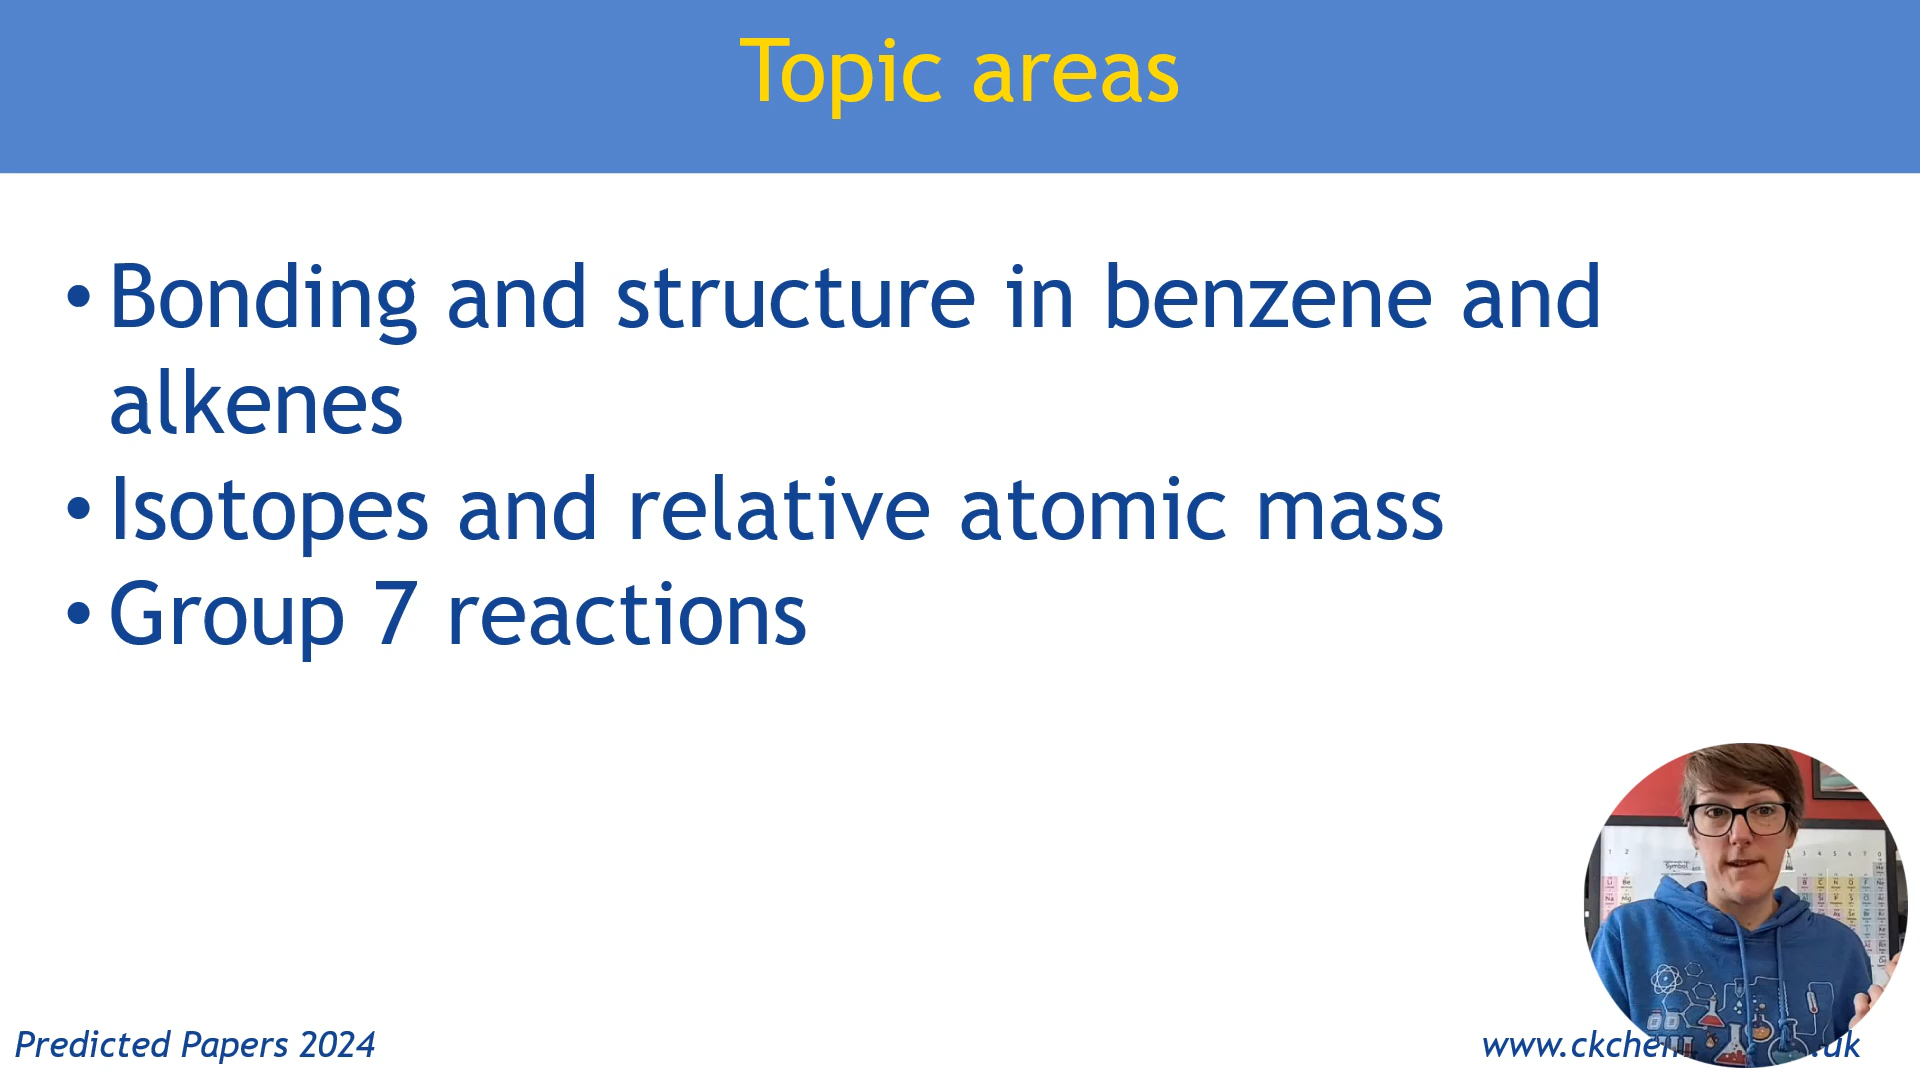 Topic areas
• Bonding and structure in benzene and
alkenes
• Isotopes and relative atomic mass
• Group 7 reactions
Symbol
Predicted Papers 2024